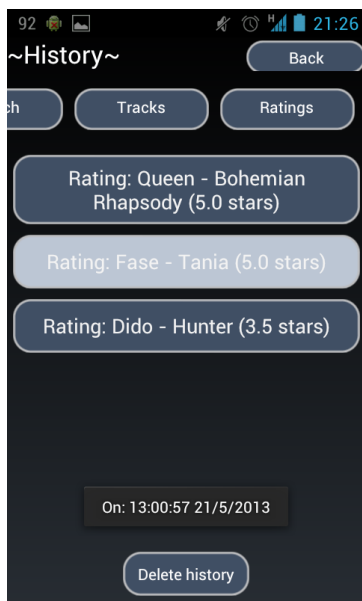 92 H 21:26
~History~ Back
ch Tracks Ratings
Rating: Queen - Bohemian
Rhapsody (5.0 stars)
Rating: Fase - Tania (5.0 stars)
Rating: Dido - Hunter (3.5 stars)
On: 13:00:57 21/5/2013
Delete history